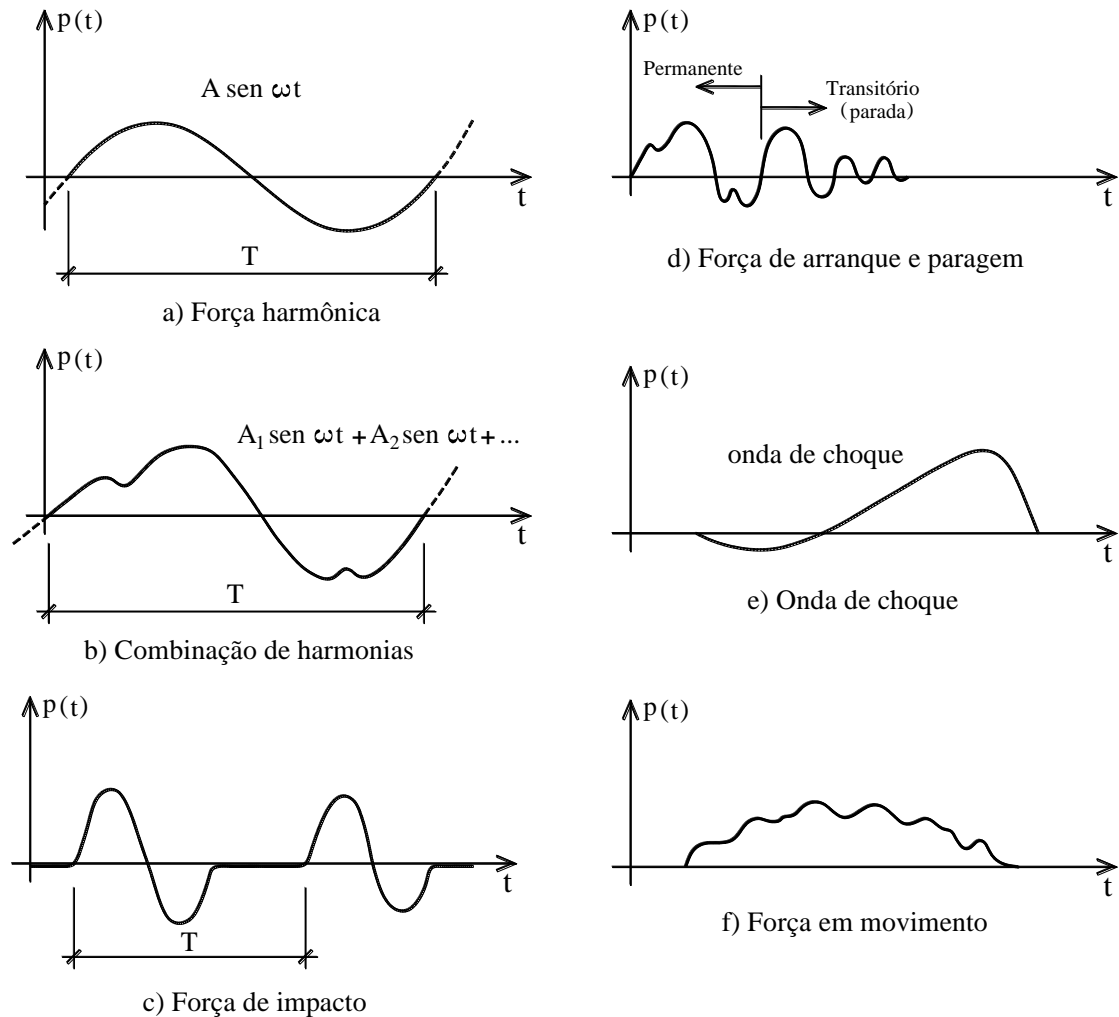 p(t)
A sen ωt
t
T
a) Força harmônica
p(t)
A₁ sen ωt + A₂ sen ωt + ...
t
T
b) Combinação de harmonias
p(t)
t
T
c) Força de impacto
p(t)
Permanente
Transitório
(parada)
t
d) Força de arranque e paragem
p(t)
onda de choque
t
e) Onda de choque
p(t)
t
f) Força em movimento